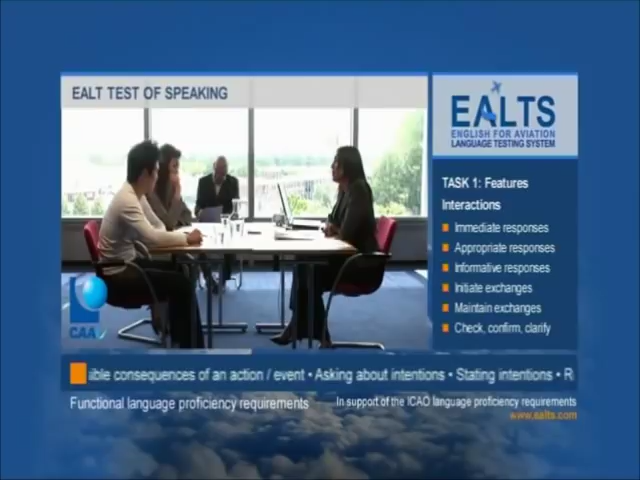 EALT TEST OF SPEAKING
EALTS
ENGLISH FOR AVIATION
LANGUAGE TESTING SYSTEM
TASK 1: Features
Interactions
Immediate responses
Appropriate responses
Informative responses
Initiate exchanges
Maintain exchanges
Check, confirm, clarify
CAA
ible consequences of an action / event • Asking about intentions • Stating intentions • R
Functional language proficiency requirements
In support of the ICAO language proficiency requirements
www.ealts.com